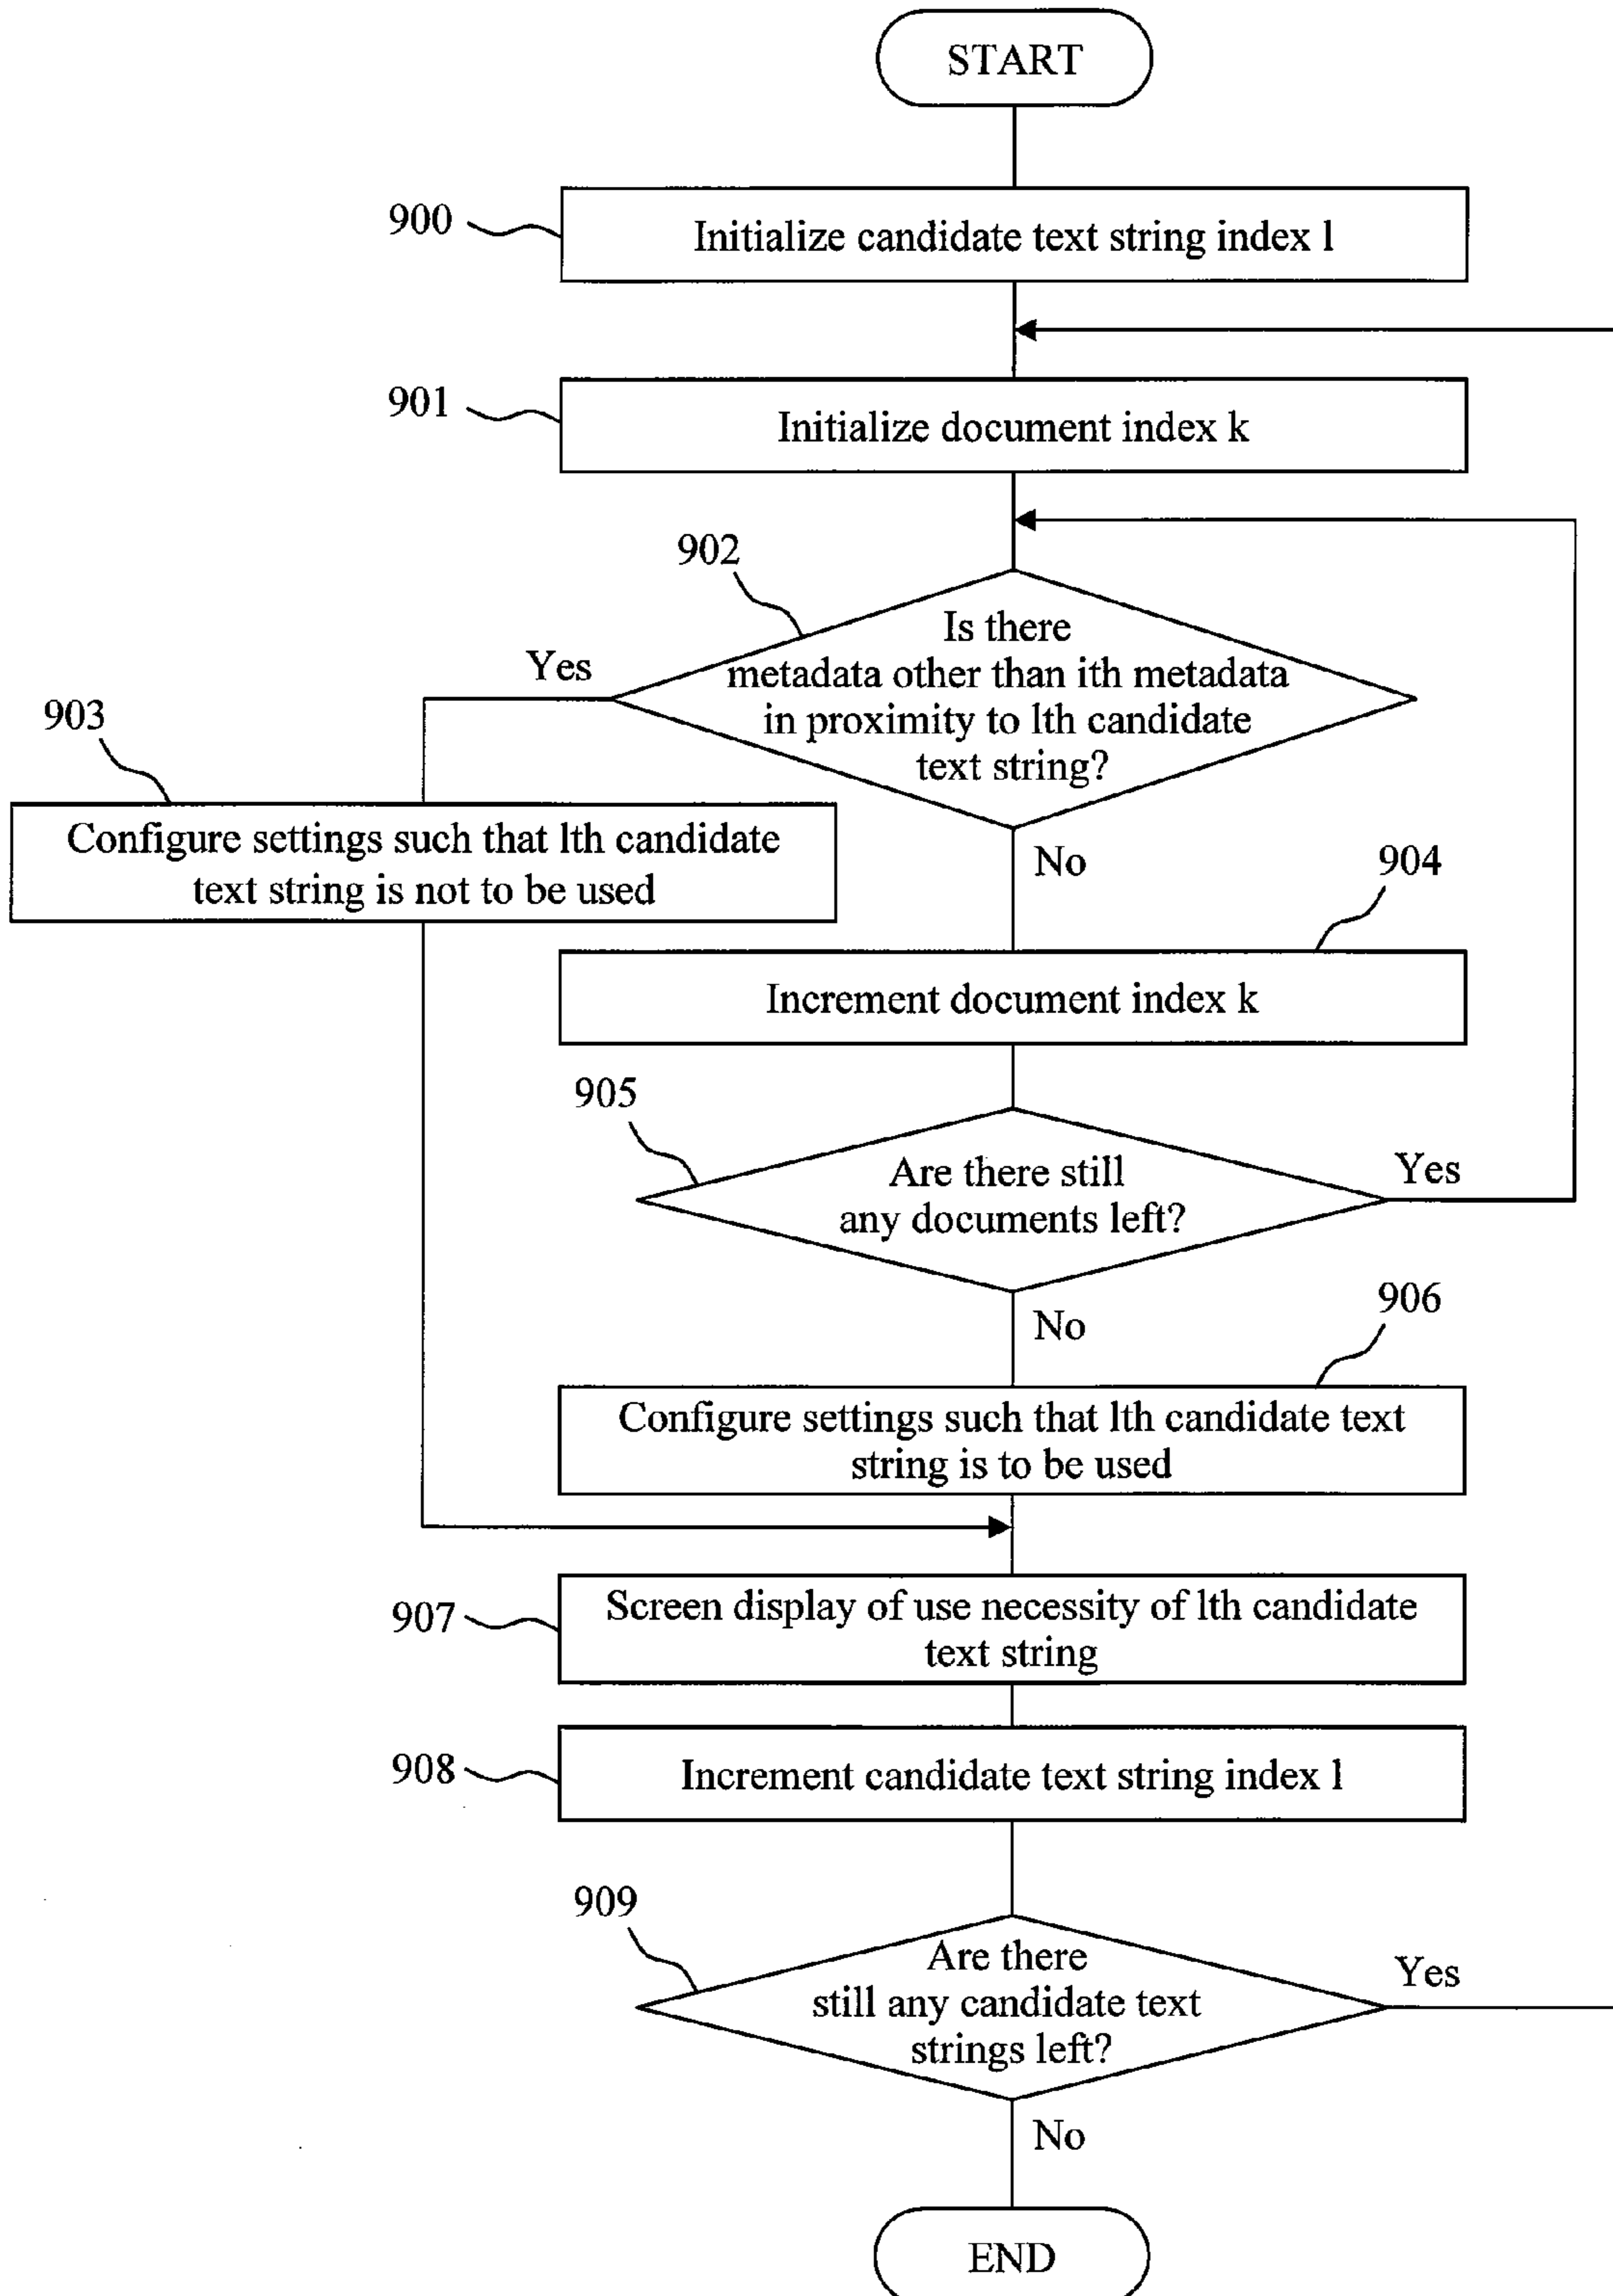 START
900
Initialize candidate text string index l
901
Initialize document index k
902
Is there
metadata other than ith metadata
in proximity to lth candidate
text string?
Yes
903
Configure settings such that lth candidate
text string is not to be used
No
904
Increment document index k
905
Are there still
any documents left?
Yes
No
906
Configure settings such that lth candidate text
string is to be used
907
Screen display of use necessity of lth candidate
text string
908
Increment candidate text string index l
909
Are there
still any candidate text
strings left?
Yes
No
END